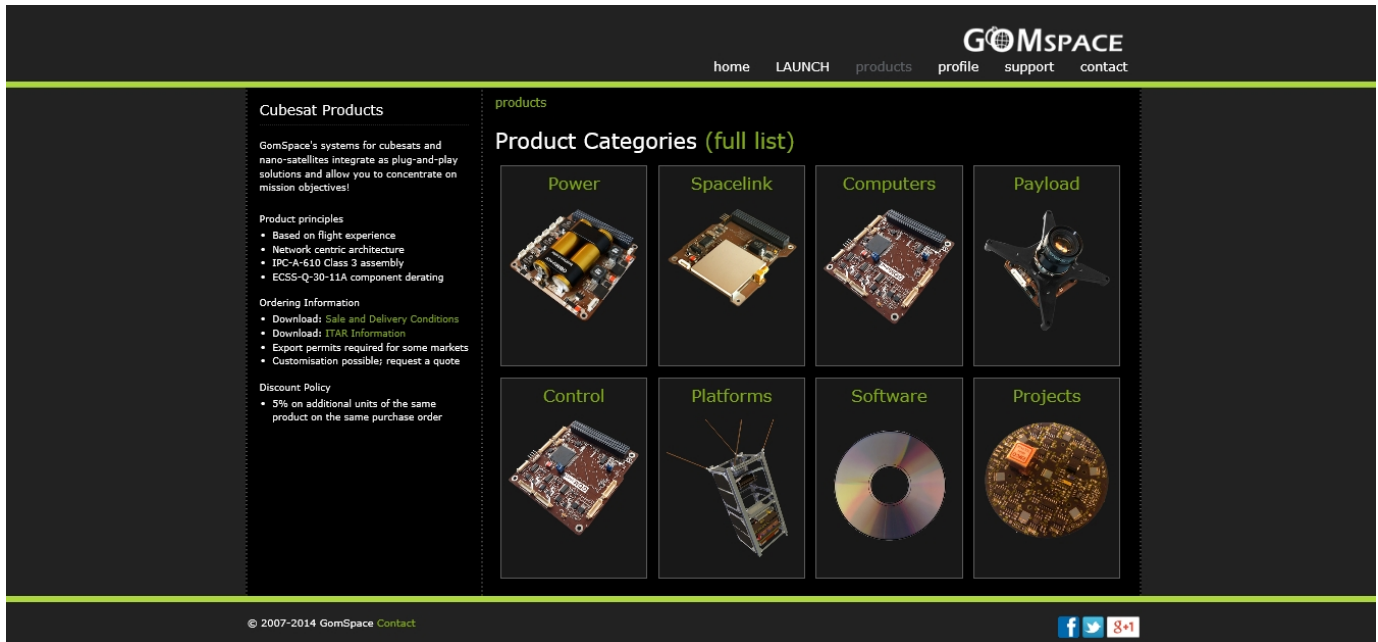 GOMSPACE
home LAUNCH products profile support contact
Cubesat Products
GomSpace's systems for cubesats and
nano-satellites integrate as plug-and-play
solutions and allow you to concentrate on
mission objectives!
Product principles
• Based on flight experience
• Network centric architecture
• IPC-A-610 Class 3 assembly
• ECSS-Q-30-11A component derating
Ordering Information
• Download: Sale and Delivery Conditions
• Download: ITAR Information
• Export permits required for some markets
• Customisation possible; request a quote
Discount Policy
• 5% on additional units of the same
product on the same purchase order
products
Product Categories (full list)
Power Spacelink Computers Payload
Control Platforms Software Projects
© 2007-2014 GomSpace Contact
f g+1